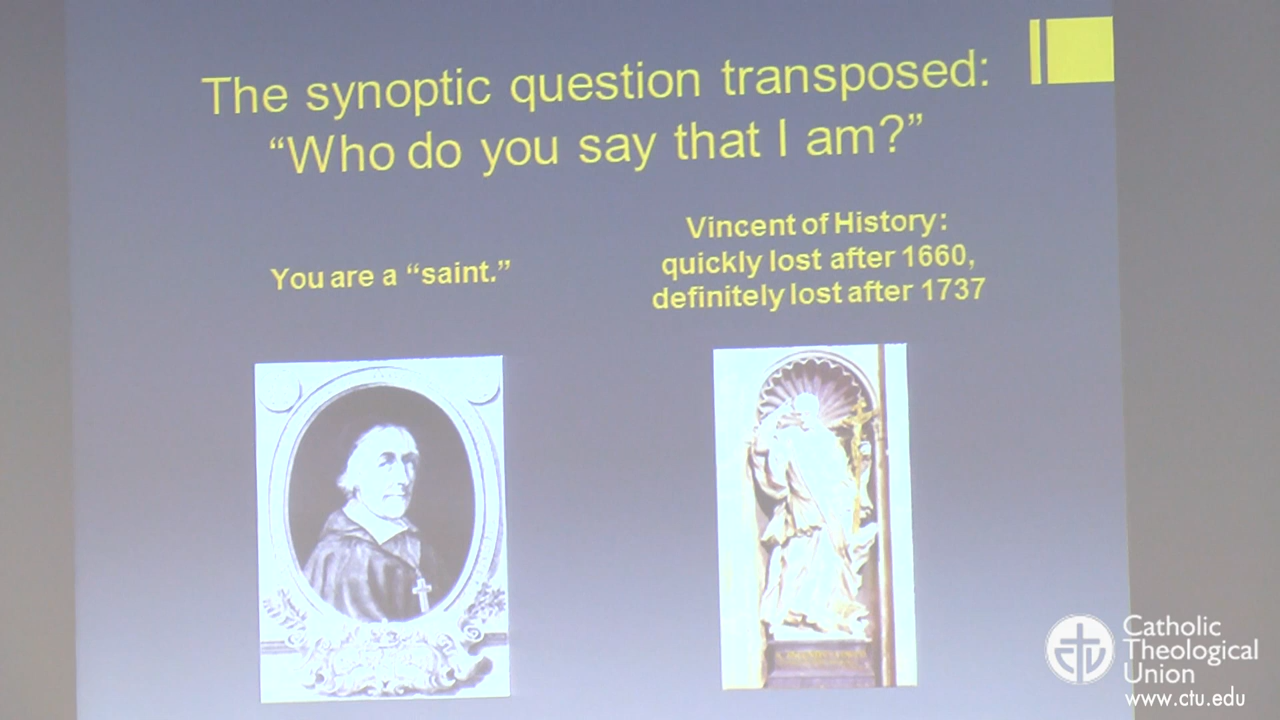 The synoptic question transposed:
“Who do you say that I am?”
You are a “saint.”
Vincent of History:
quickly lost after 1660,
definitely lost after 1737
Catholic
Theological
Union
www.ctu.edu